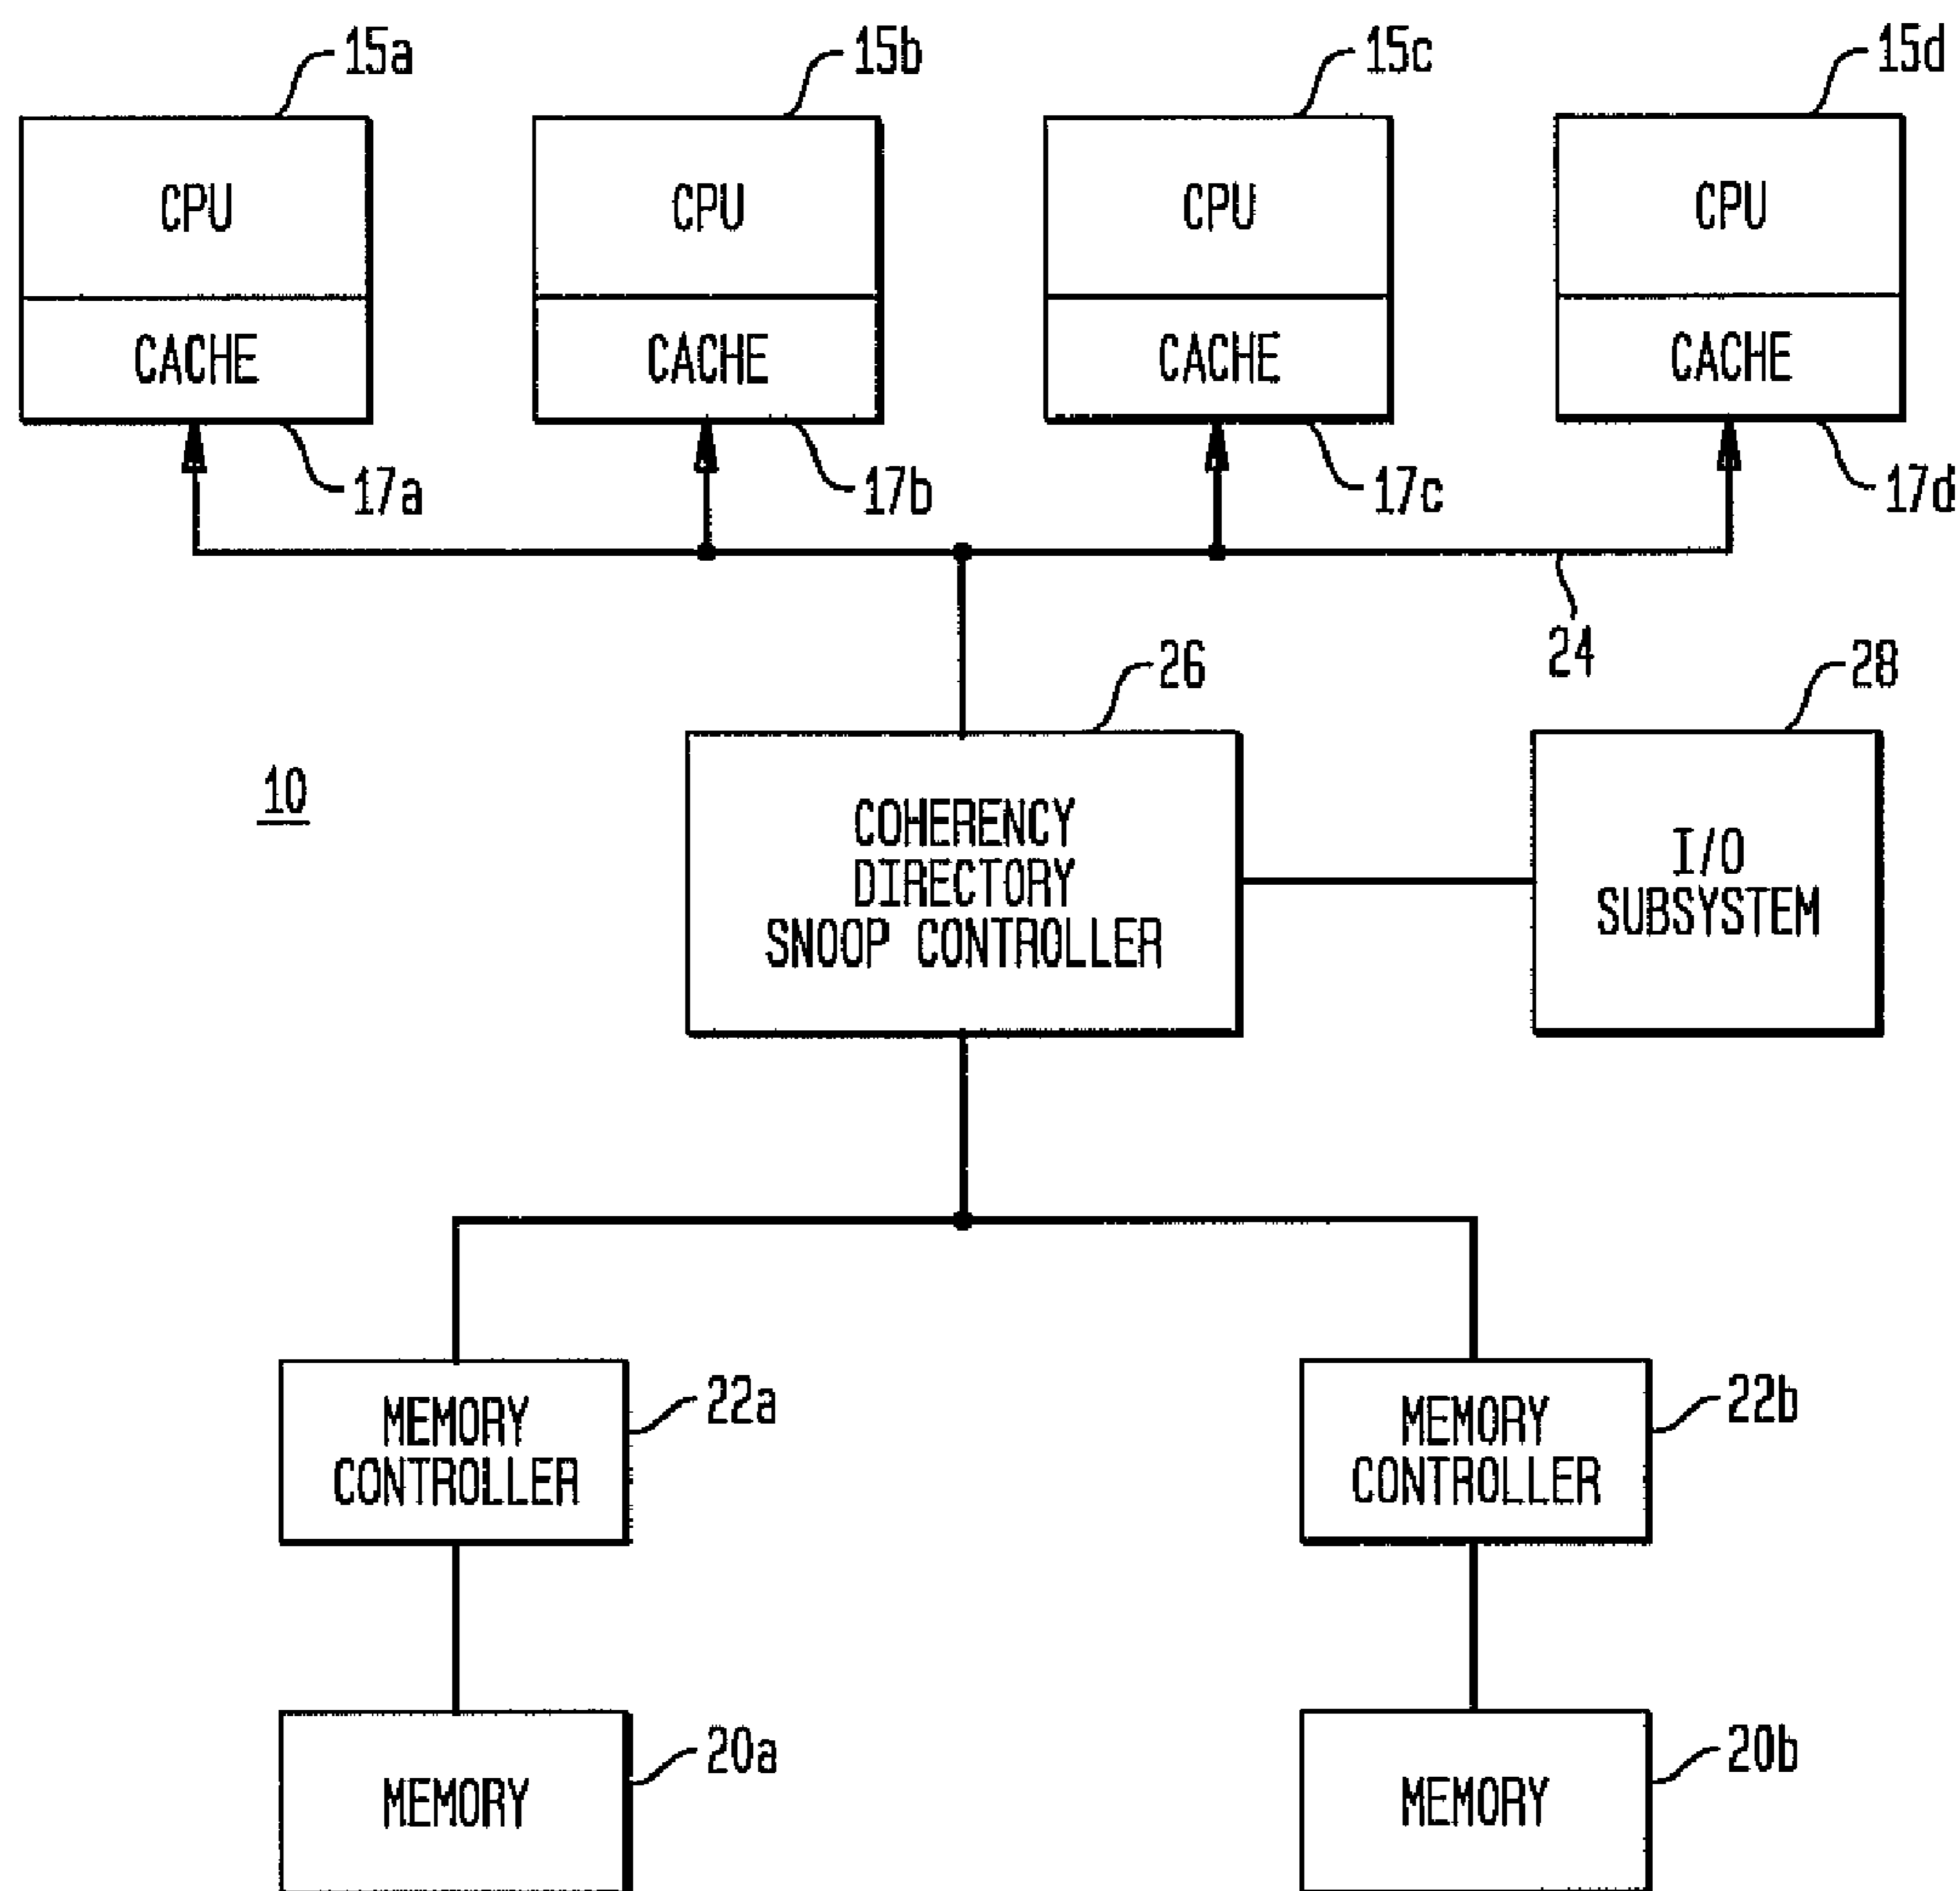 15a
15b
15c
15d
CPU
CPU
CPU
CPU
CACHE
CACHE
CACHE
CACHE
17a
17b
17c
17d
24
26
28
10
COHERENCY
DIRECTORY
SNOOP CONTROLLER
I/O
SUBSYSTEM
MEMORY
CONTROLLER
22a
MEMORY
CONTROLLER
22b
MEMORY
20a
MEMORY
20b